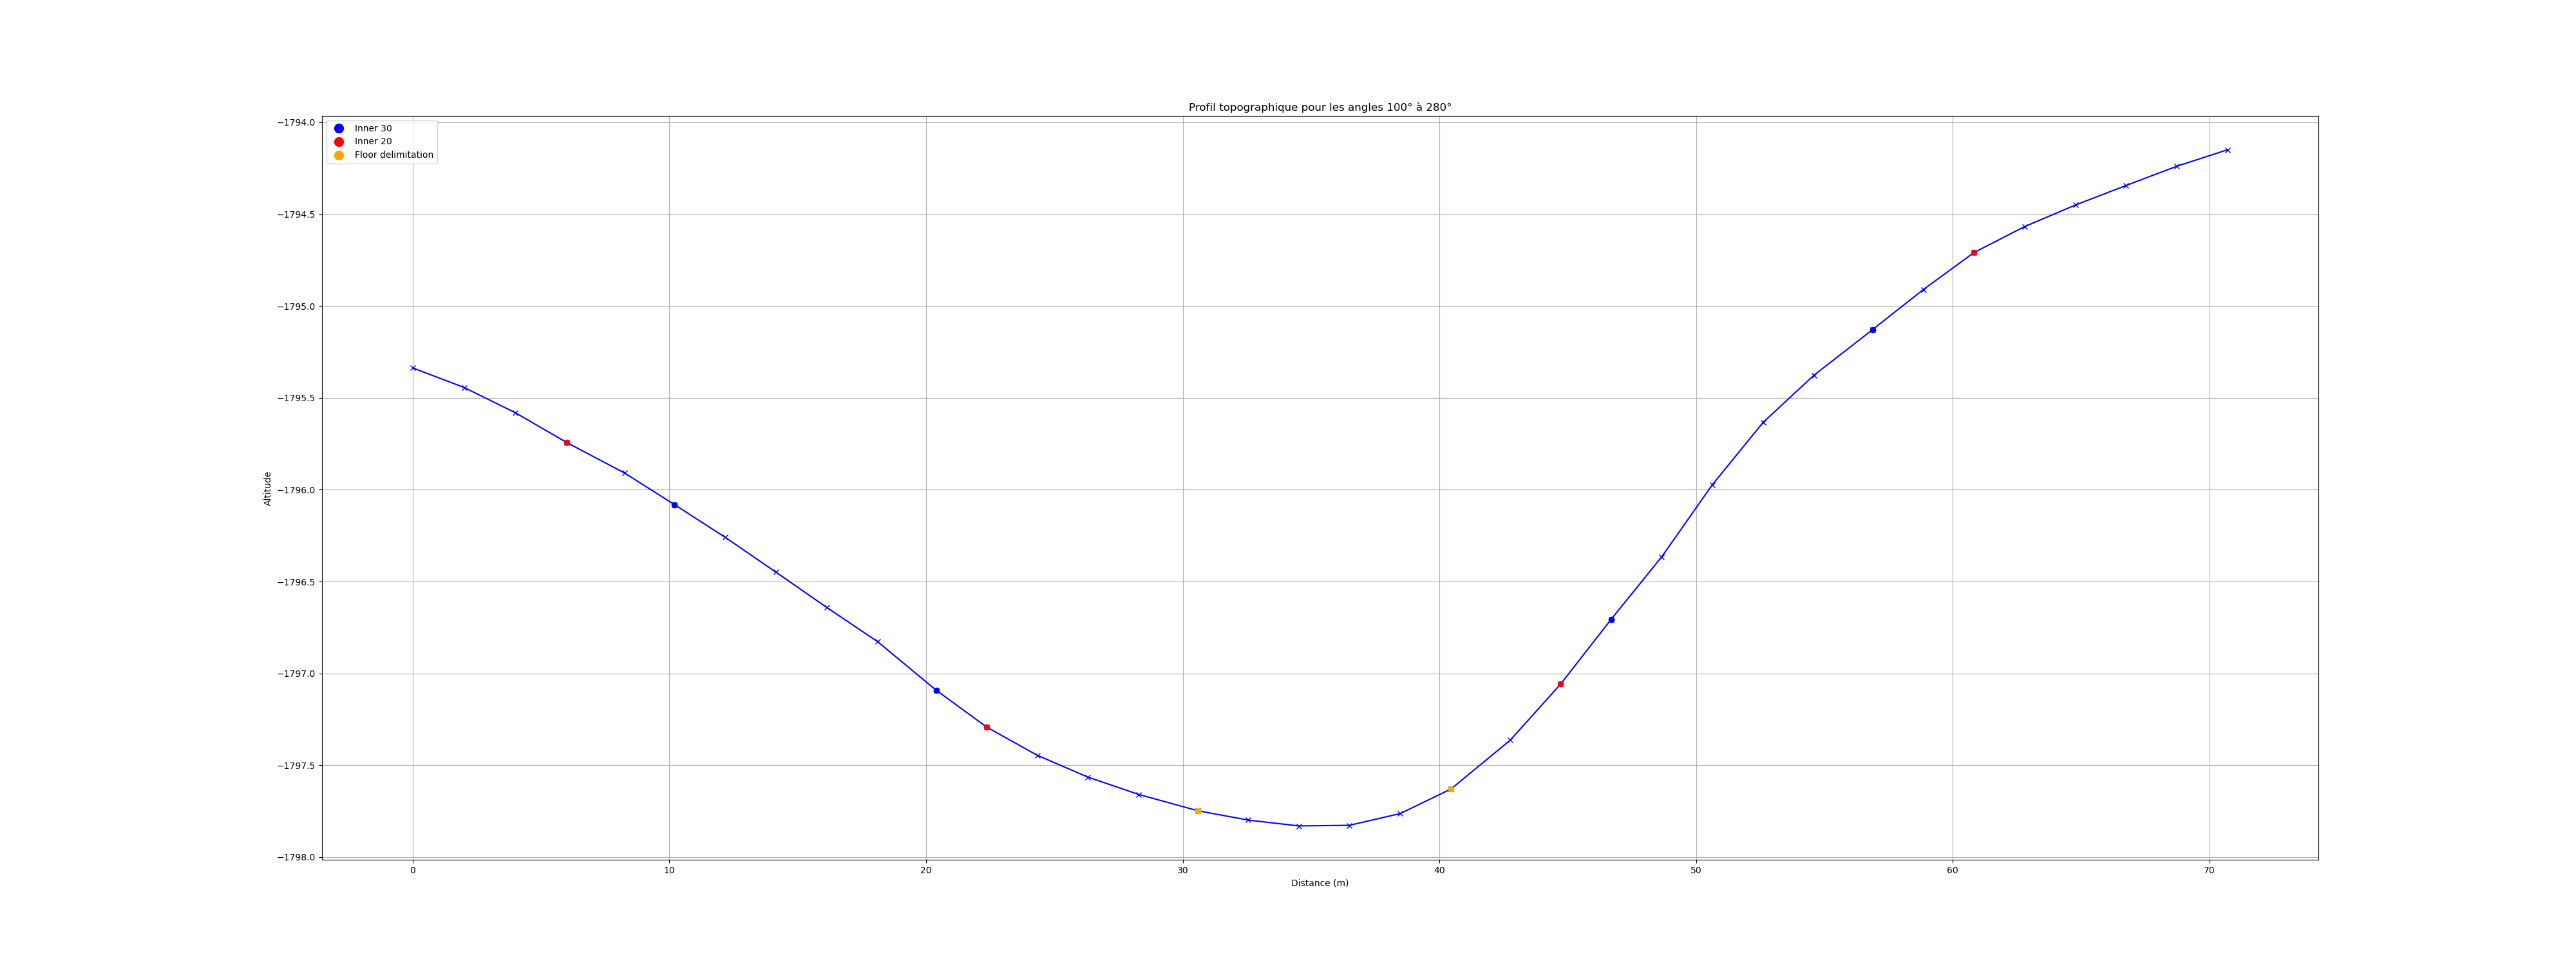 Profil topographique pour les angles 100° à 280°
Inner 30
Inner 20
Floor delimitation
−1794.0
−1794.5
−1795.0
−1795.5
−1796.0
−1796.5
−1797.0
−1797.5
−1798.0
Altitude
0 10 20 30 40 50 60 70
Distance (m)